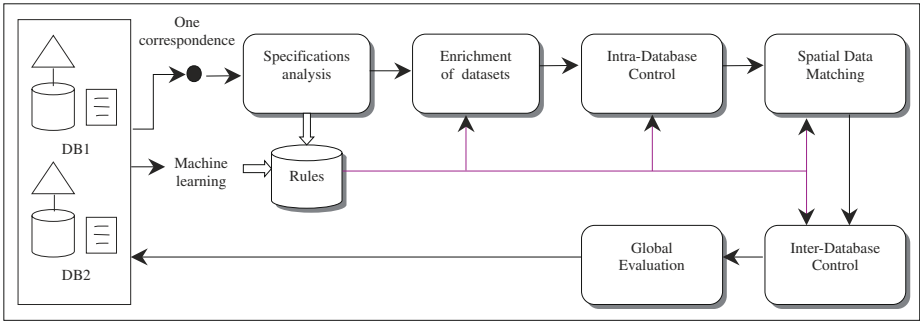 One
correspondence
Specifications
analysis
Enrichment
of datasets
Intra-Database
Control
Spatial Data
Matching
DB1
Machine
learning
Rules
DB2
Global
Evaluation
Inter-Database
Control